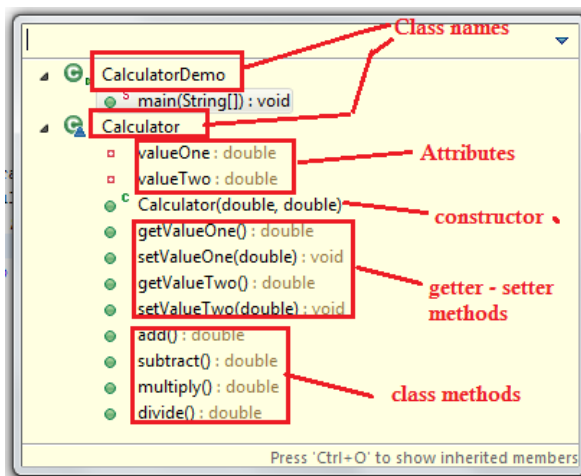 Class names
CalculatorDemo
S main(String[]) : void
Calculator
valueOne : double
valueTwo : double
Attributes
C Calculator(double, double)
constructor
getValueOne() : double
setValueOne(double) : void
getValueTwo() : double
setValueTwo(double) : void
getter - setter
methods
add() : double
subtract() : double
multiply() : double
divide() : double
class methods
Press 'Ctrl+O' to show inherited members